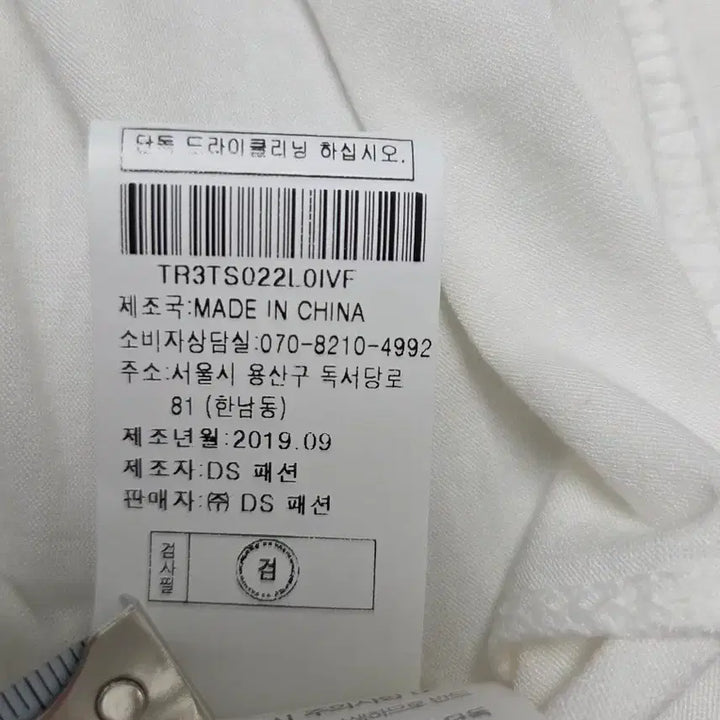 단독 드라이클리닝 하십시오.
TR3TS022L0IVF
제조국:MADE IN CHINA
소비자상담실:070-8210-4992
주소:서울시 용산구 독서당로
81 (한남동)
제조년월:2019.09
제조자:DS 패션
판매자:㈜ DS 패션
검사필
검